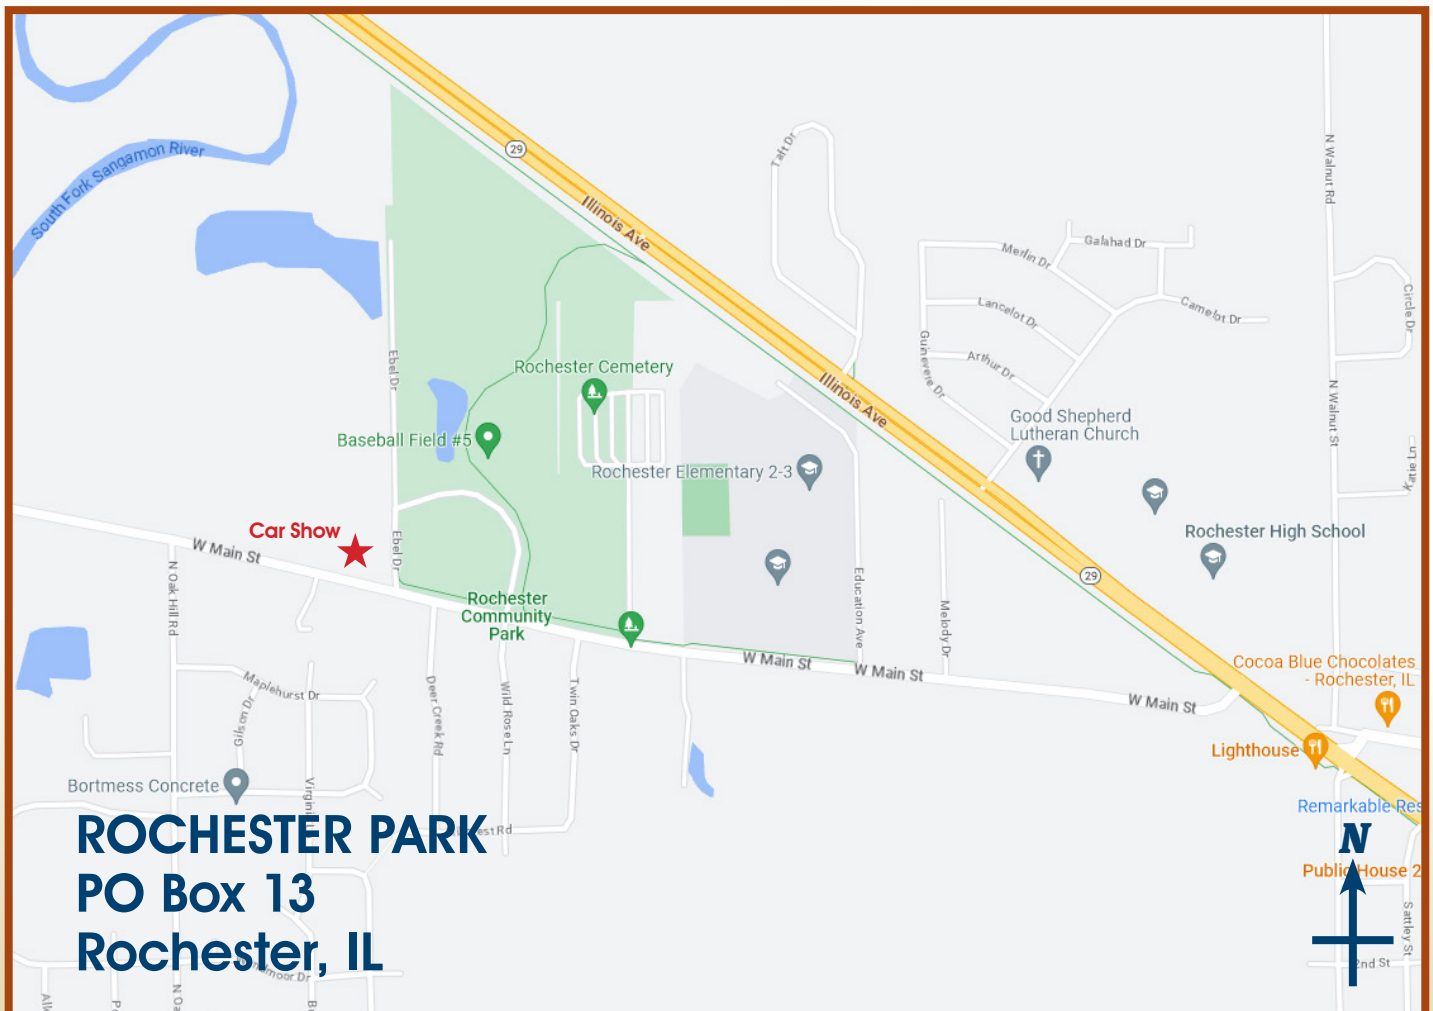 South Fork Sangamon River
29
Illinois Ave
Taft Dr
N Walnut Rd
Galahad Dr
Merlin Dr
Camelot Dr
Lancelot Dr
Circle Dr
Guinevere Dr
Arthur Dr
Ebel Dr
Rochester Cemetery
Illinois Ave
N Walnut St
Good Shepherd
Lutheran Church
Baseball Field #5
Rochester Elementary 2-3
Katie Ln
Car Show
W Main St
Ebel Dr
Rochester High School
29
N Oak Hill Rd
Education Ave
Melody Dr
Rochester
Community
Park
W Main St
W Main St
W Main St
Cocoa Blue Chocolates
- Rochester, IL
Maplehurst Dr
Gilson Dr
Deer Creek Rd
Wild Rose Ln
Twin Oaks Dr
Lighthouse
Bortmess Concrete
Remarkable Res
ROCHESTER PARK
PO Box 13
Rochester, IL
N
Public House 2
Sattley St
2nd St